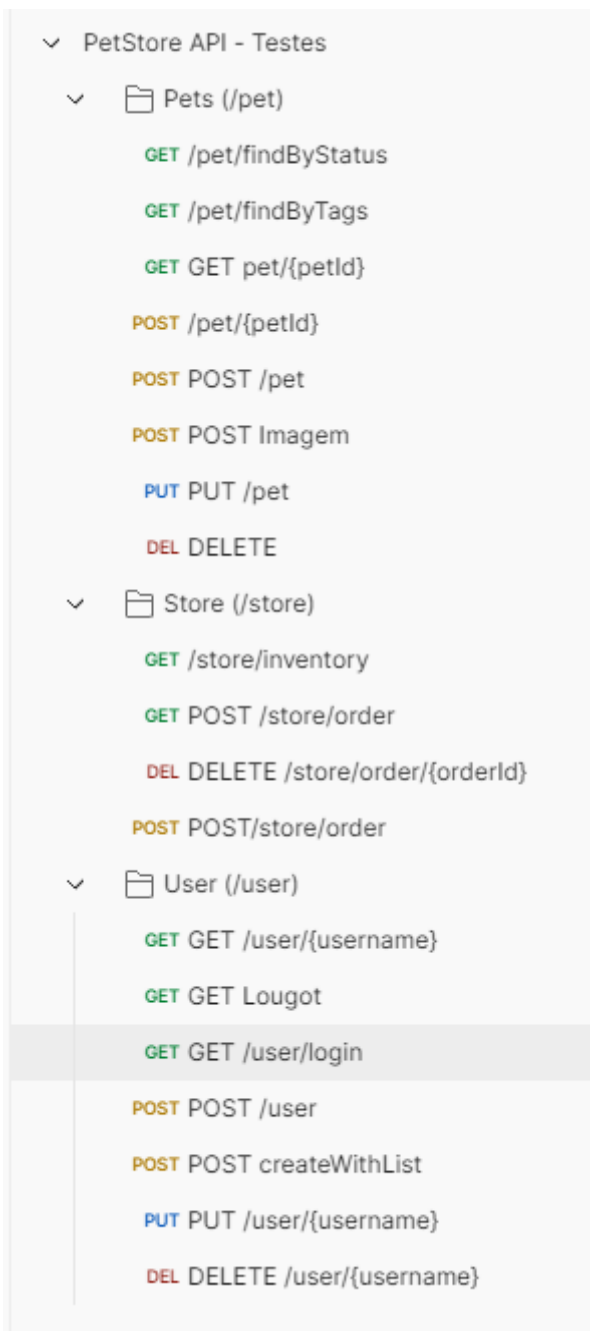 PetStore API - Testes
Pets (/pet)
GET /pet/findByStatus
GET /pet/findByTags
GET GET pet/{petId}
POST /pet/{petId}
POST POST /pet
POST POST Imagem
PUT PUT /pet
DEL DELETE
Store (/store)
GET /store/inventory
GET POST /store/order
DEL DELETE /store/order/{orderId}
POST POST/store/order
User (/user)
GET GET /user/{username}
GET GET Lougot
GET GET /user/login
POST POST /user
POST POST createWithList
PUT PUT /user/{username}
DEL DELETE /user/{username}